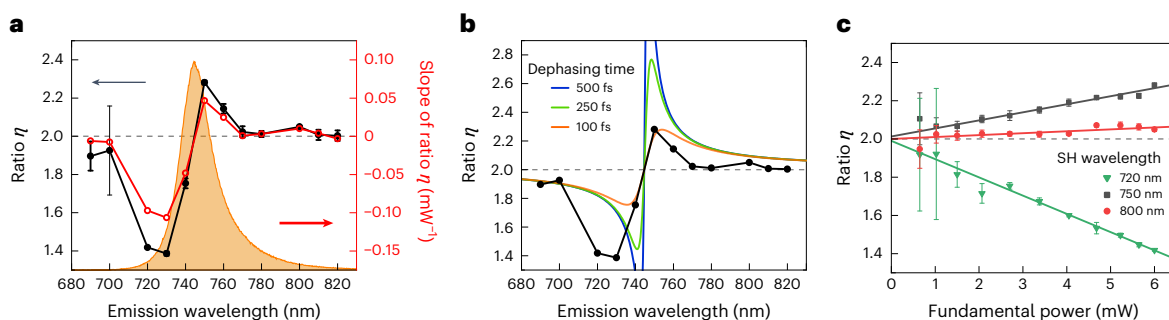 a
Ratio η
2.4
2.2
2.0
1.8
1.6
1.4
0.10
0.05
0
−0.05
−0.10
−0.15
Slope of ratio η (mW⁻¹)
680 700 720 740 760 780 800 820
Emission wavelength (nm)
b
Ratio η
2.8
2.6
2.4
2.2
2.0
1.8
1.6
1.4
Dephasing time
500 fs
250 fs
100 fs
680 700 720 740 760 780 800 820
Emission wavelength (nm)
c
Ratio η
2.4
2.2
2.0
1.8
1.6
1.4
SH wavelength
720 nm
750 nm
800 nm
0 1 2 3 4 5 6
Fundamental power (mW)